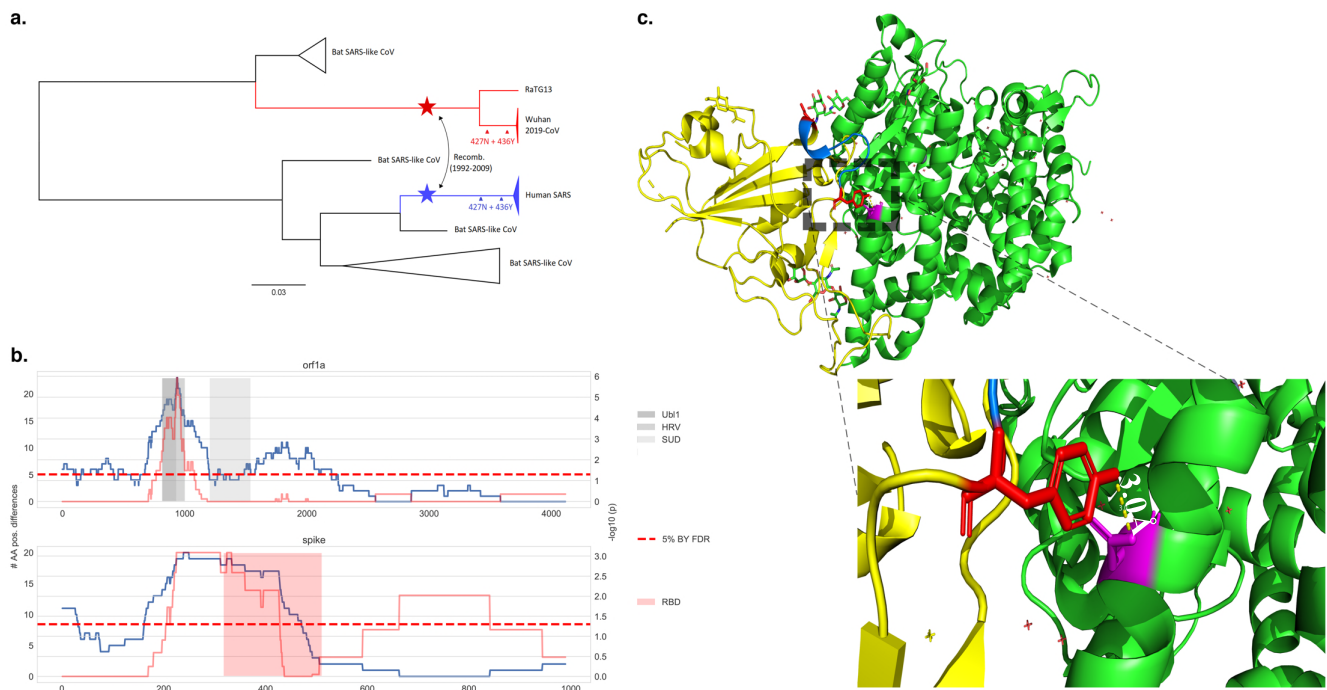 a.
Bat SARS-like CoV
RaTG13
Wuhan
2019-CoV
427N + 436Y
Recomb.
(1992-2009)
Bat SARS-like CoV
Human SARS
427N + 436Y
Bat SARS-like CoV
Bat SARS-like CoV
0.03
b.
orf1a
20
15
10
5
0
6
5
4
3
2
1
0
0
1000
2000
3000
4000
spike
20
15
10
5
0
3.0
2.5
2.0
1.5
1.0
0.5
0.0
0
200
400
600
800
1000
# AA pos. differences
-log10 (p)
Ubl1
HRV
SUD
5% BY FDR
RBD
c.